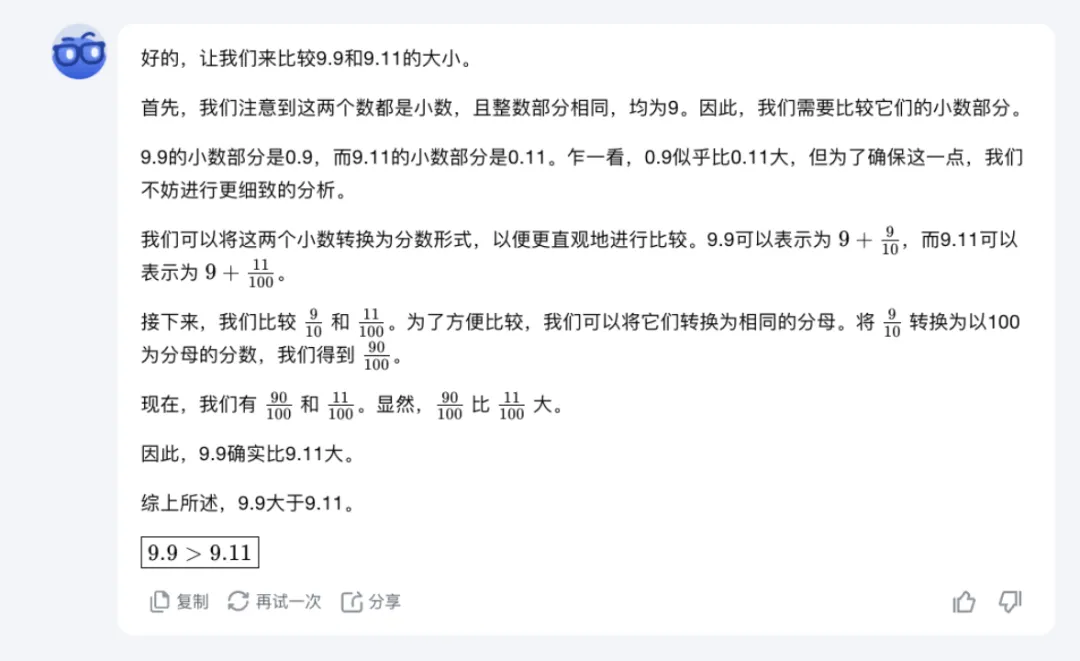 好的，让我们来比较9.9和9.11的大小。
首先，我们注意到这两个数都是小数，且整数部分相同，均为9。因此，我们需要比较它们的小数部分。
9.9的小数部分是0.9，而9.11的小数部分是0.11。乍一看，0.9似乎比0.11大，但为了确保这一点，我们
不妨进行更细致的分析。
我们可以将这两个小数转换为分数形式，以便更直观地进行比较。9.9可以表示为 9 + 9/10，而9.11可以
表示为 9 + 11/100。
接下来，我们比较 9/10 和 11/100。为了方便比较，我们可以将它们转换为相同的分母。将 9/10 转换为以100
为分母的分数，我们得到 90/100。
现在，我们有 90/100 和 11/100。显然，90/100 比 11/100 大。
因此，9.9确实比9.11大。
综上所述，9.9大于9.11。
9.9 > 9.11
复制 再试一次 分享